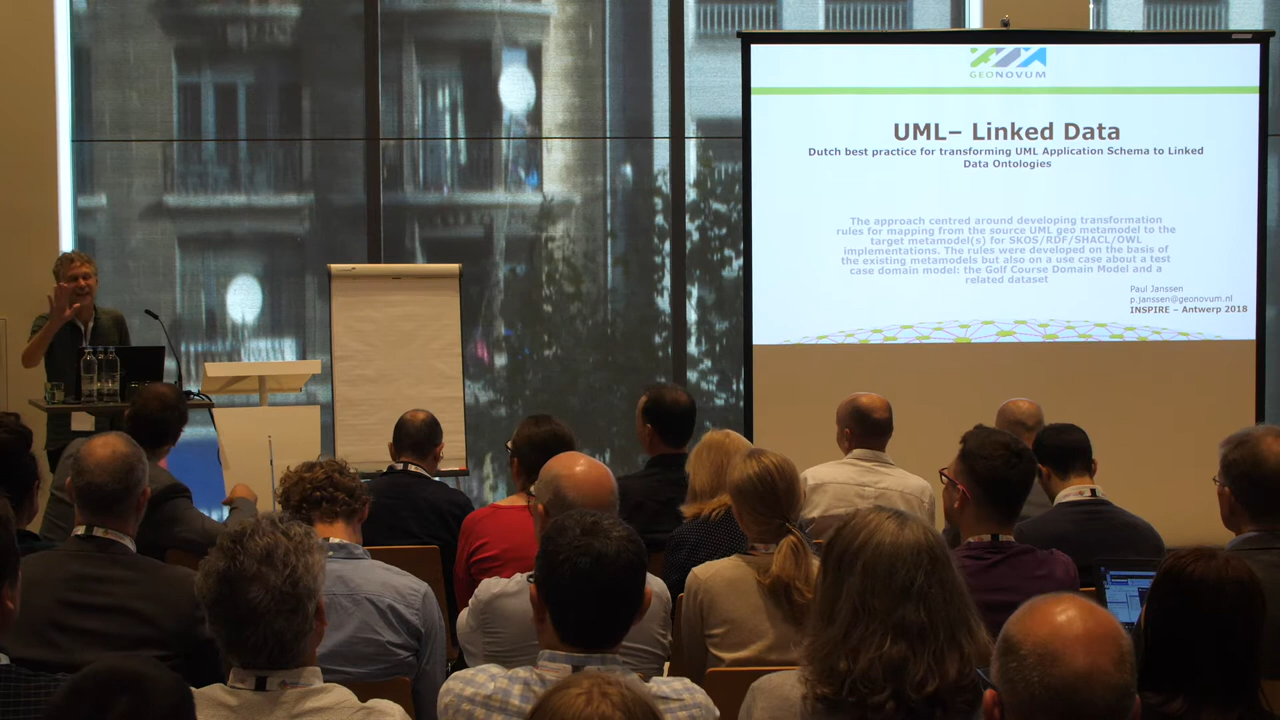 GEONOVUM
UML– Linked Data
Dutch best practice for transforming UML Application Schema to Linked
Data Ontologies
The approach centred around developing transformation
rules for mapping from the source UML geo metamodel to the
target metamodel(s) for SKOS/RDF/SHACL/OWL
implementations. The rules were developed on the basis of
the existing metamodels but also on a use case about a test
case domain model: the Golf Course Domain Model and a
related dataset
Paul Janssen
p.janssen@geonovum.nl
INSPIRE – Antwerp 2018